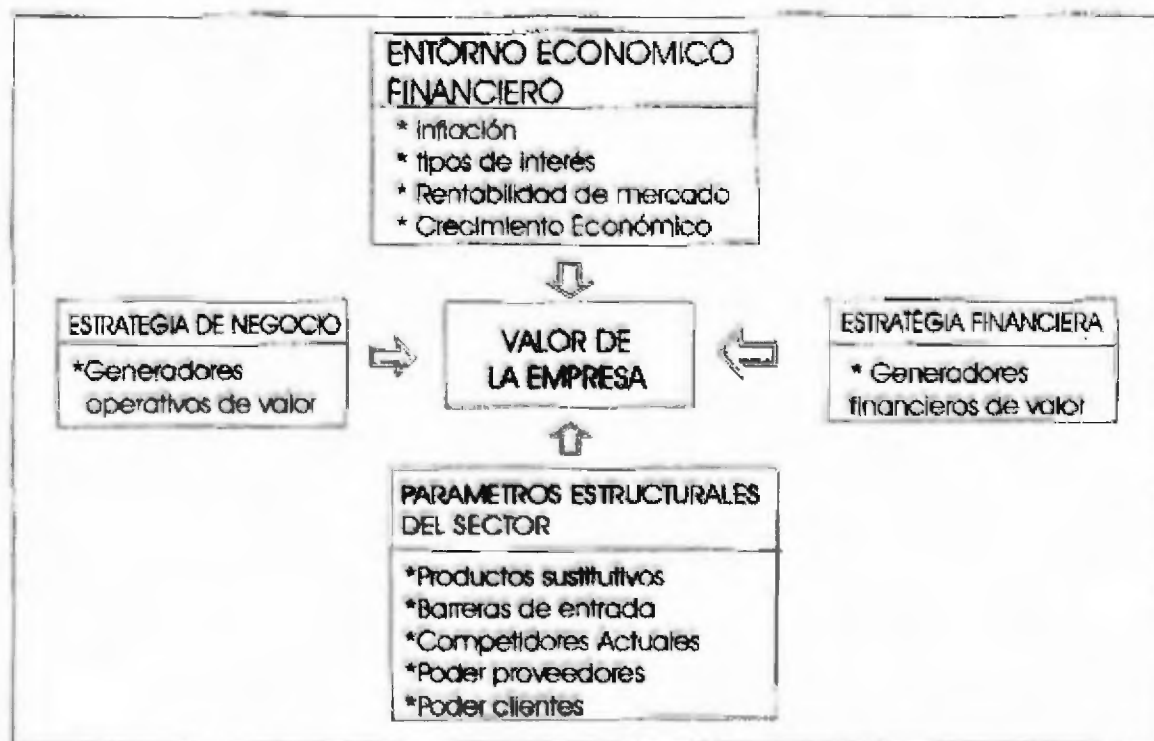 ENTORNO ECONOMICO
FINANCIERO
* inflación
* tipos de interés
* Rentabilidad de mercado
* Crecimiento Económico
ESTRATEGIA DE NEGOCIO
*Generadores
operativos de valor
VALOR DE
LA EMPRESA
ESTRATEGIA FINANCIERA
* Generadores
financieros de valor
PARAMETROS ESTRUCTURALES
DEL SECTOR
*Productos sustitutivos
*Barreras de entrada
*Competidores Actuales
*Poder proveedores
*Poder clientes